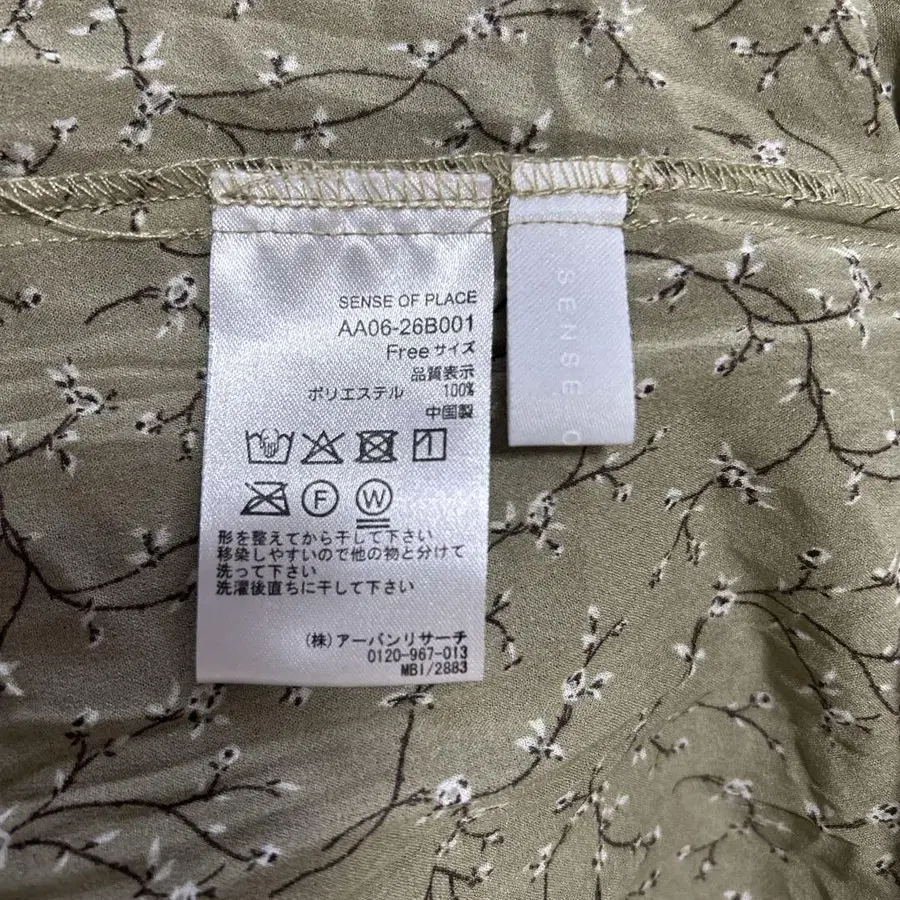 SENSE OF PLACE
AA06-26B001
Freeサイズ
品質表示
ポリエステル 100%
中国製
F
W
形を整えてから干して下さい
移染しやすいので他の物と分けて
洗って下さい
洗濯後直ちに干して下さい
(株)アーバンリサーチ
0120-967-013
MBI/2883
SENSE O